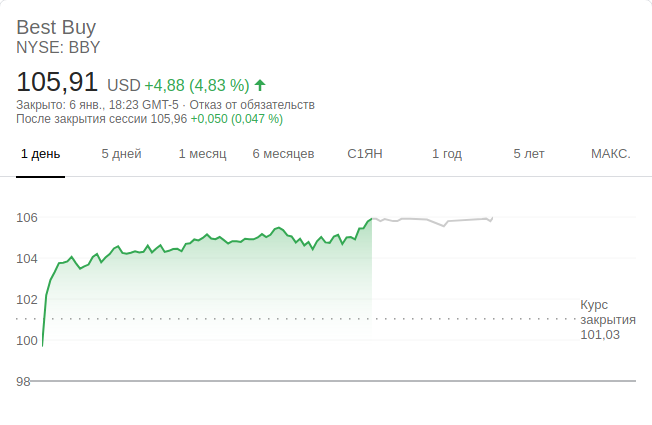 Best Buy
NYSE: BBY
105,91 USD +4,88 (4,83 %)
Закрыто: 6 янв., 18:23 GMT-5 · Отказ от обязательств
После закрытия сессии 105,96 +0,050 (0,047 %)
1 день 5 дней 1 месяц 6 месяцев С1ЯН 1 год 5 лет МАКС.
106
104
102
100
98
Курс
закрытия
101,03